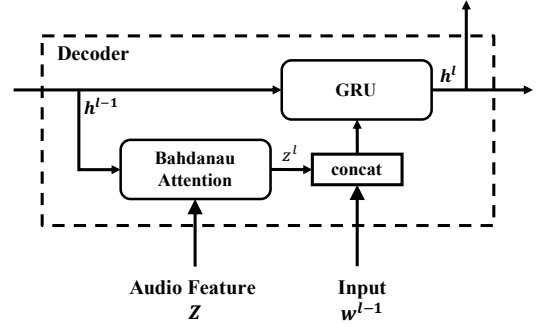 Decoder
GRU
h^l
h^{l-1}
Bahdanau
Attention
z^l
concat
Audio Feature
Z
Input
w^{l-1}